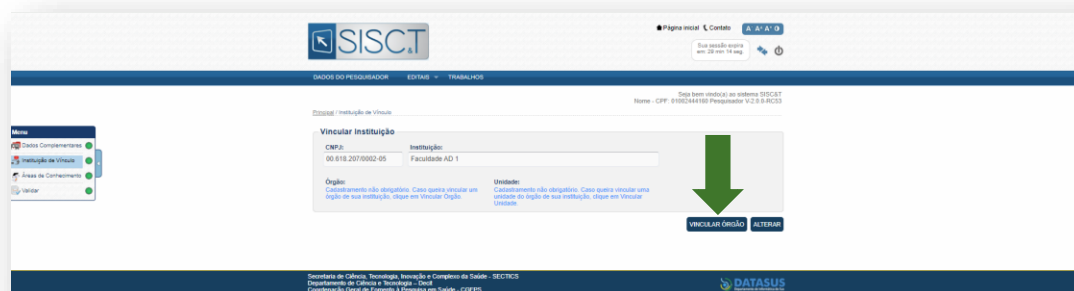 SISC&T
Página inicial Contato A- A+ A+
Sua sessão expira
em: 28 min 14 seg.
DADOS DO PESQUISADOR EDITAIS TRABALHOS
Seja bem vindo(a) ao sistema SISC&T
Nome - CPF: 01002444160 Pesquisador V-2.9.9-RC53
Principal / Instituição de Vínculo
Menu
Dados Complementares
Instituição de Vínculo
Áreas de Conhecimento
Validar
Vincular Instituição
CNPJ: Instituição:
00.618.207/0002-05 Faculdade AD 1
Órgão: Unidade:
Cadastramento não obrigatório. Caso queira vincular um
órgão de sua instituição, clique em Vincular Órgão.
Cadastramento não obrigatório. Caso queira vincular uma
unidade do órgão de sua instituição, clique em Vincular
Unidade.
VINCULAR ÓRGÃO ALTERAR
Secretaria de Ciência, Tecnologia, Inovação e Complexo da Saúde - SECTICS
Departamento de Ciência e Tecnologia – Decit
Coordenação Geral de Fomento à Pesquisa em Saúde - CGFPS
DATASUS